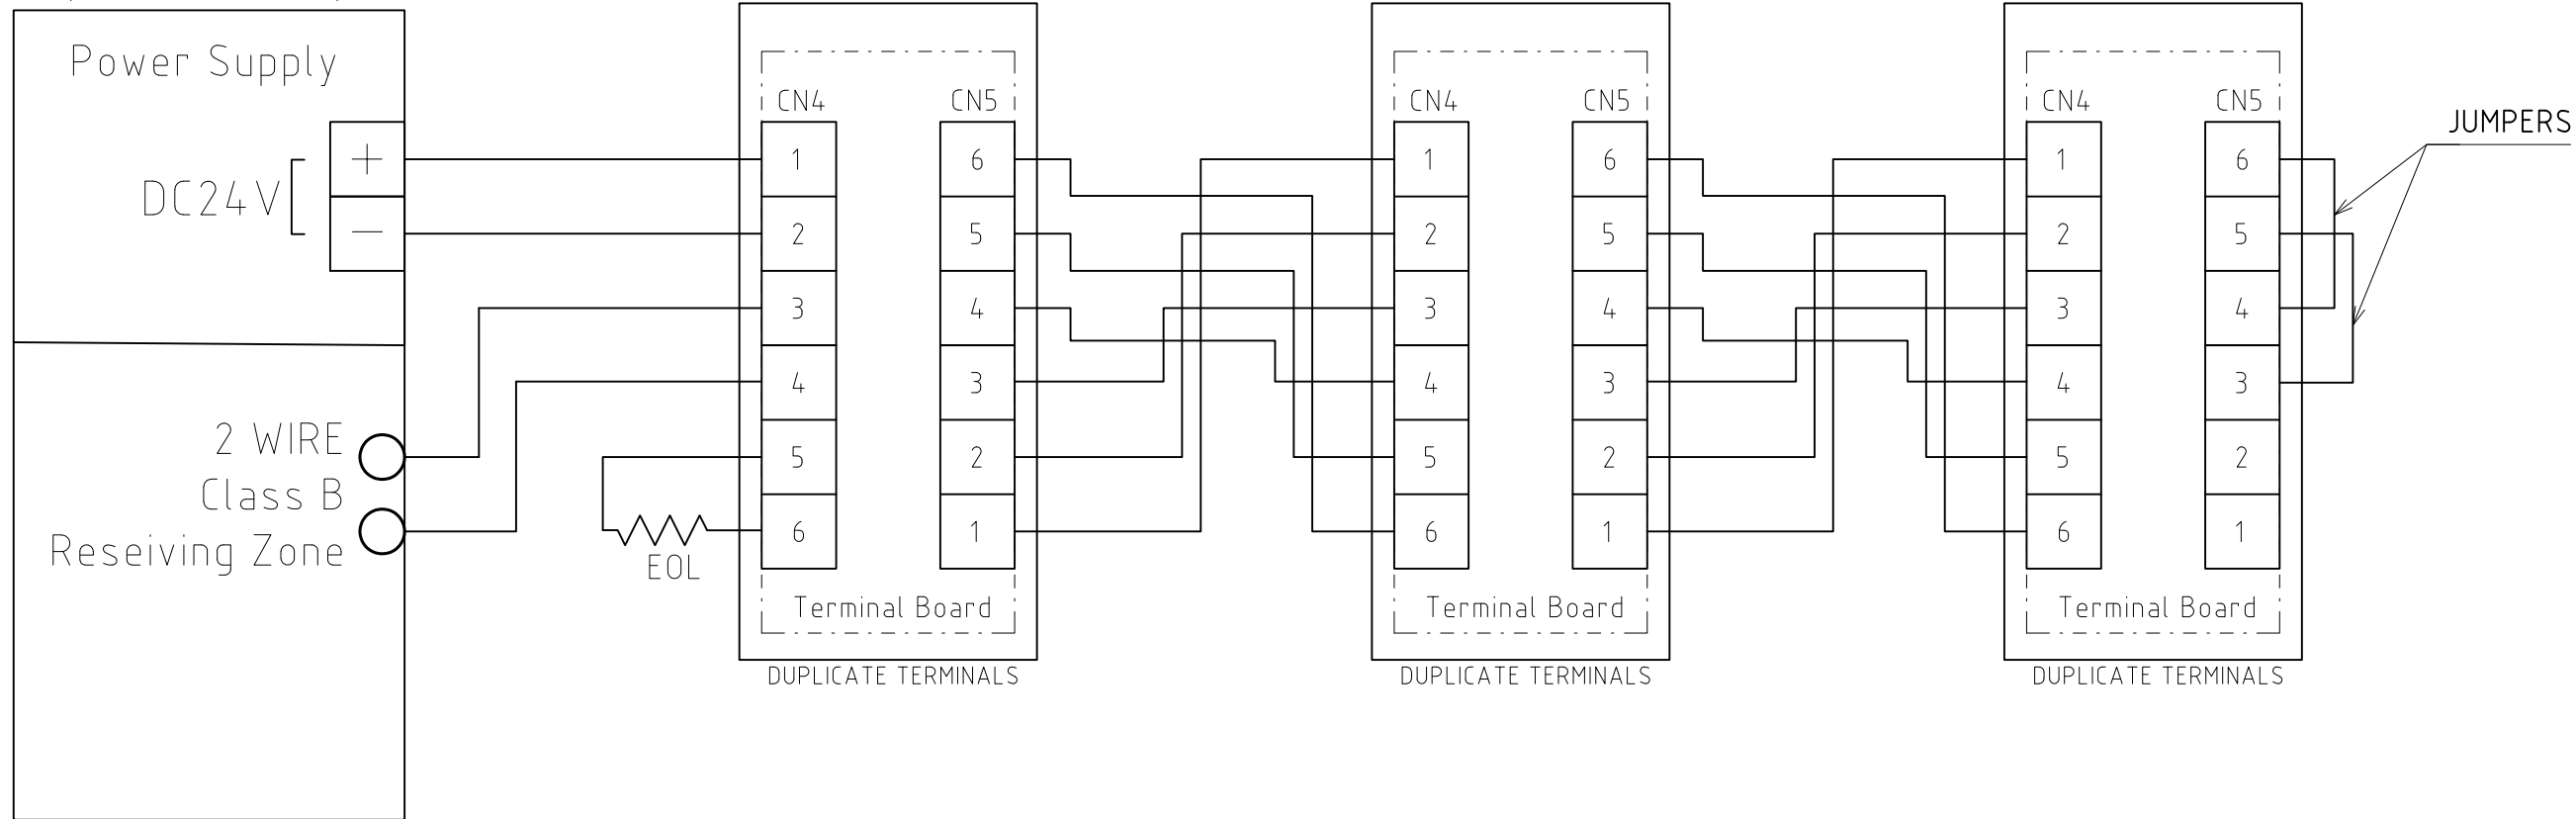 Power Supply
DC24V
+
−
2 WIRE
Class B
Reseiving Zone
EOL
CN4 CN5
1 6
2 5
3 4
4 3
5 2
6 1
Terminal Board
DUPLICATE TERMINALS
CN4 CN5
1 6
2 5
3 4
4 3
5 2
6 1
Terminal Board
DUPLICATE TERMINALS
CN4 CN5
1 6
2 5
3 4
4 3
5 2
6 1
Terminal Board
DUPLICATE TERMINALS
JUMPERS